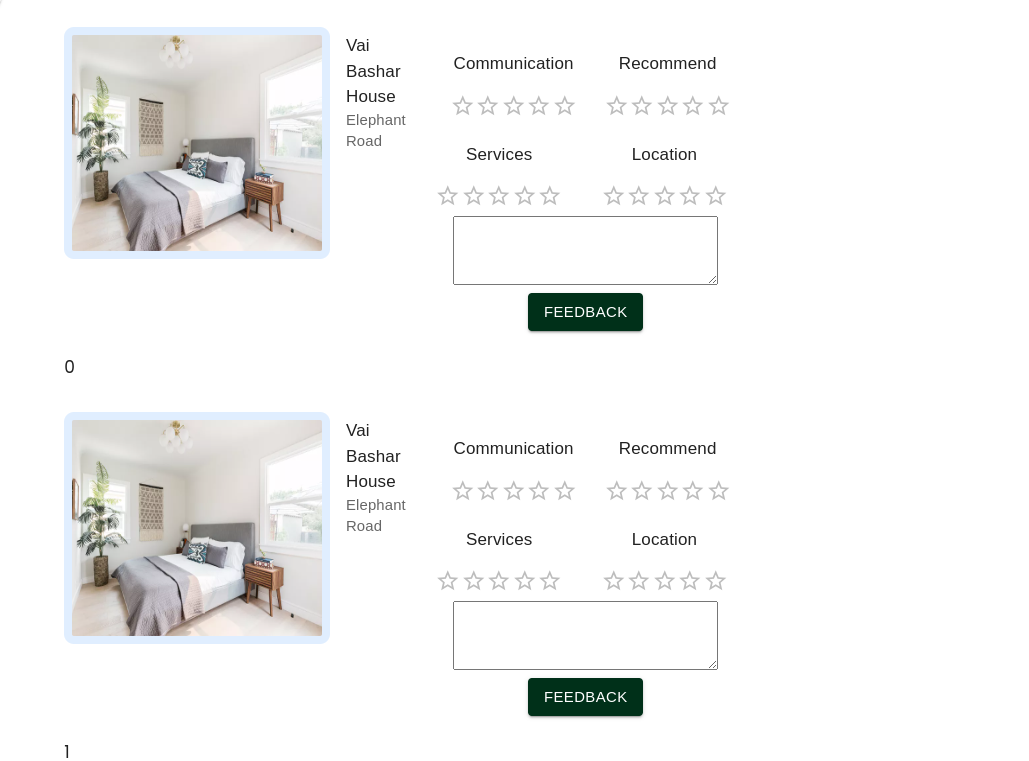 Vai
Bashar
House
Elephant
Road
Communication
Recommend
Services
Location
FEEDBACK
0
Vai
Bashar
House
Elephant
Road
Communication
Recommend
Services
Location
FEEDBACK
1